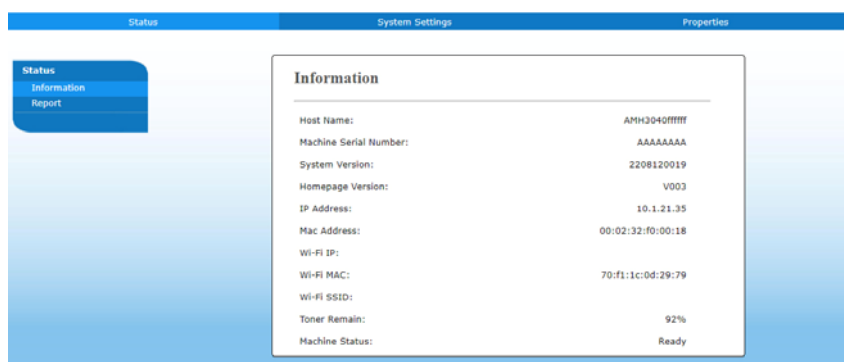 Status System Settings Properties
Status
Information
Report
Information
Host Name: AMH3040ffffff
Machine Serial Number: AAAAAAAA
System Version: 2208120019
Homepage Version: V003
IP Address: 10.1.21.35
Mac Address: 00:02:32:f0:00:18
Wi-Fi IP:
Wi-Fi MAC: 70:f1:1c:0d:29:79
Wi-Fi SSID:
Toner Remain: 92%
Machine Status: Ready